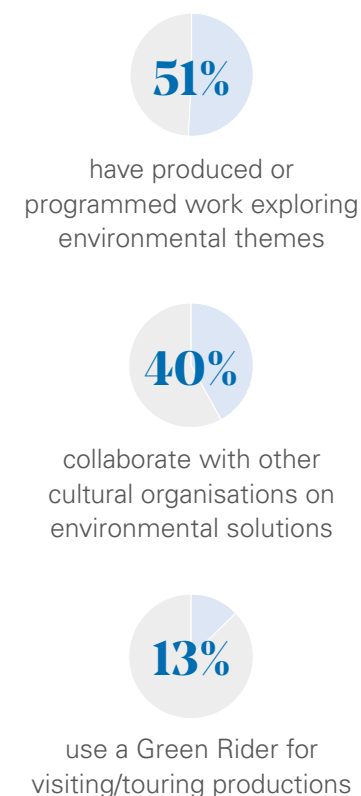 51%
have produced or
programmed work exploring
environmental themes
40%
collaborate with other
cultural organisations on
environmental solutions
13%
use a Green Rider for
visiting/touring productions